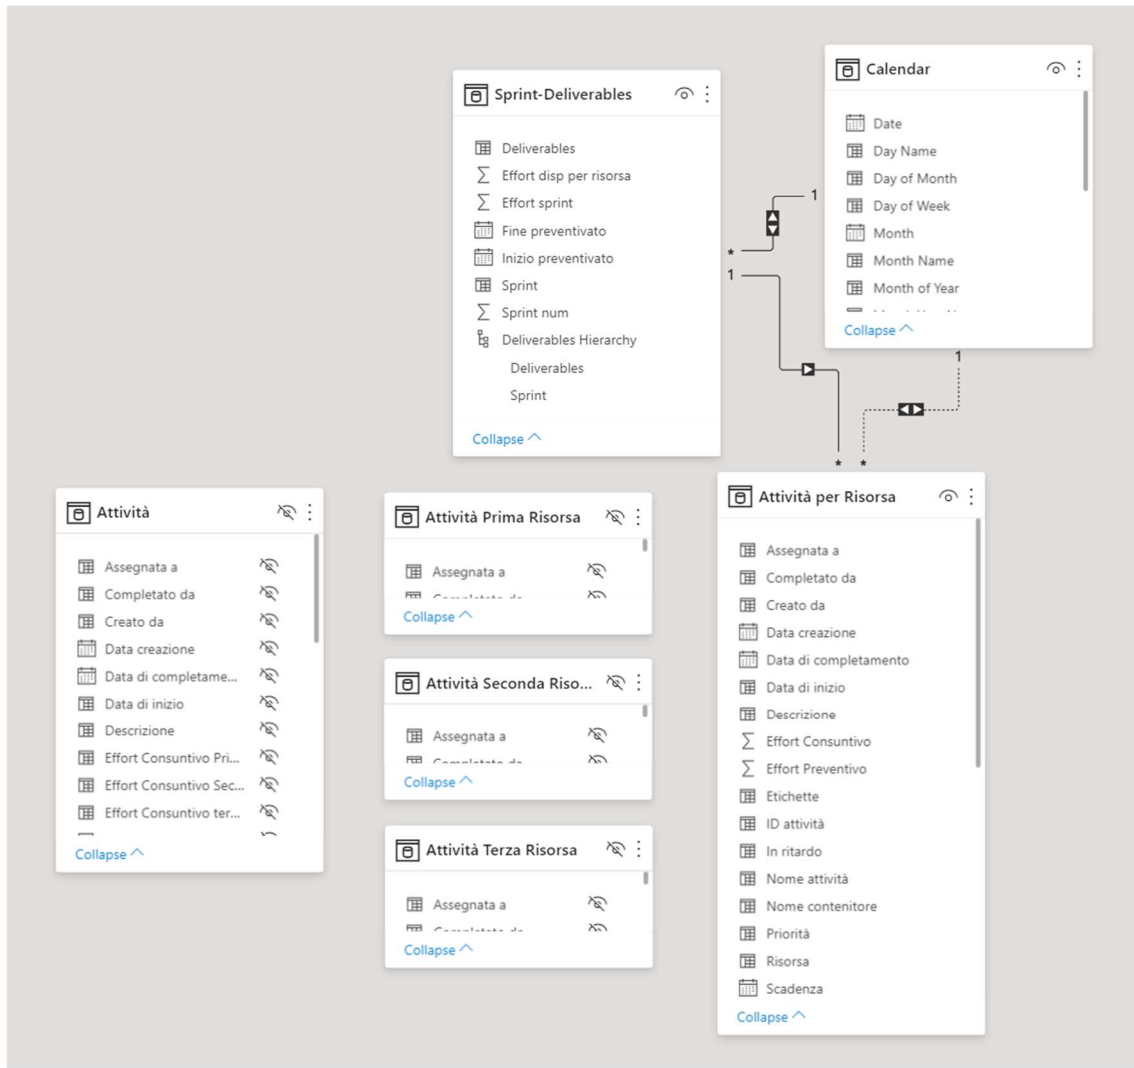 Sprint-Deliverables
Deliverables
Effort disp per risorsa
Effort sprint
Fine preventivato
Inizio preventivato
Sprint
Sprint num
Deliverables Hierarchy
Deliverables
Sprint
Collapse
Calendar
Date
Day Name
Day of Month
Day of Week
Month
Month Name
Month of Year
Collapse
1
*
1
1
*
*
Attività
Assegnata a
Completato da
Creato da
Data creazione
Data di completame...
Data di inizio
Descrizione
Effort Consuntivo Pri...
Effort Consuntivo Sec...
Effort Consuntivo ter...
Collapse
Attività Prima Risorsa
Assegnata a
Completato da
Collapse
Attività Seconda Riso...
Assegnata a
Completato da
Collapse
Attività Terza Risorsa
Assegnata a
Completato da
Collapse
Attività per Risorsa
Assegnata a
Completato da
Creato da
Data creazione
Data di completamento
Data di inizio
Descrizione
Effort Consuntivo
Effort Preventivo
Etichette
ID attività
In ritardo
Nome attività
Nome contenitore
Priorità
Risorsa
Scadenza
Collapse